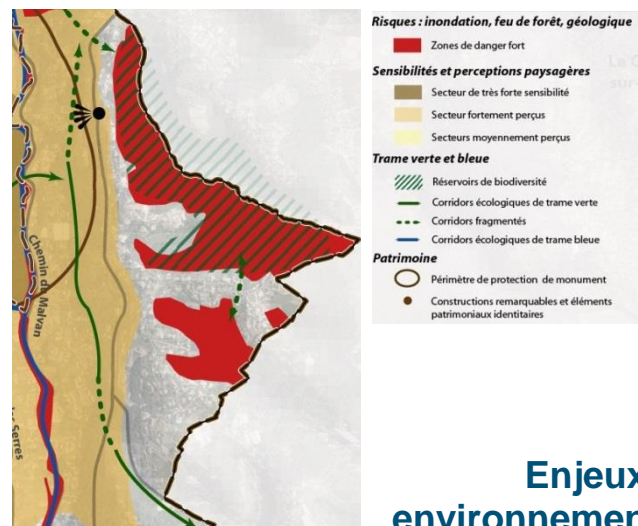 Risques : inondation, feu de forêt, géologique
Zones de danger fort
Sensibilités et perceptions paysagères
Secteur de très forte sensibilité
Secteur fortement perçus
Secteurs moyennement perçus
Trame verte et bleue
Réservoirs de biodiversité
Corridors écologiques de trame verte
Corridors fragmentés
Corridors écologiques de trame bleue
Patrimoine
Périmètre de protection de monument
Constructions remarquables et éléments
patrimoniaux identitaires
Chemin du Malvan
Serres
Enjeux
environnemen